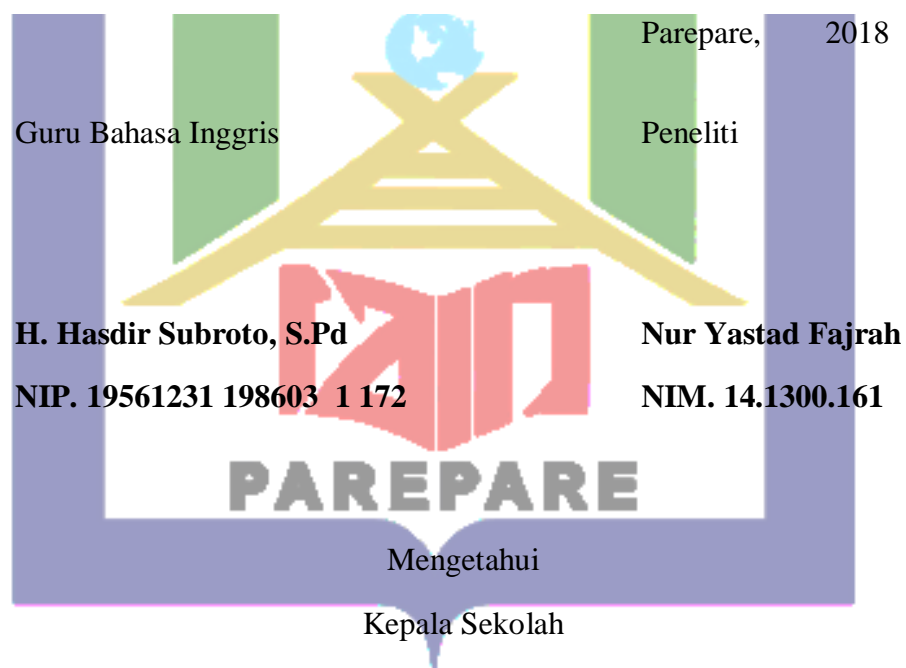 Parepare, 2018
Guru Bahasa Inggris Peneliti
H. Hasdir Subroto, S.Pd Nur Yastad Fajrah
NIP. 19561231 198603 1 172 NIM. 14.1300.161
iain
PAREPARE
Mengetahui
Kepala Sekolah